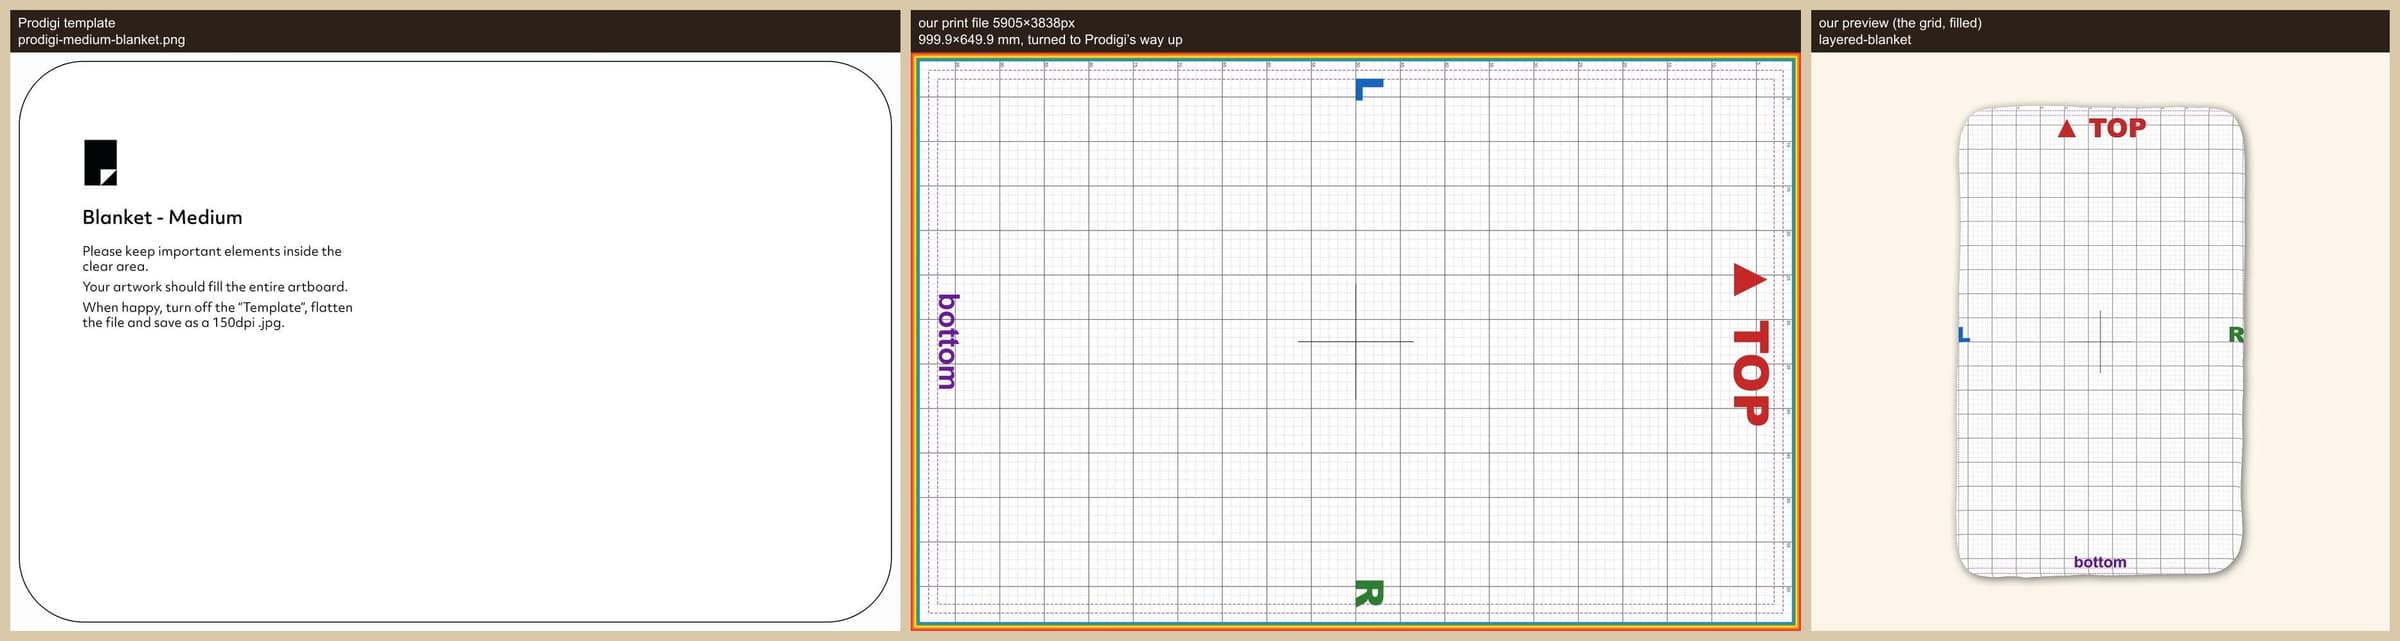 Prodigi template
prodigi-medium-blanket.png
Blanket - Medium
Please keep important elements inside the
clear area.
Your artwork should fill the entire artboard.
When happy, turn off the “Template”, flatten
the file and save as a 150dpi .jpg.
our print file 5905×3838px
999.9×649.9 mm, turned to Prodigi's way up
L
bottom
▲ TOP
R
our preview (the grid, filled)
layered-blanket
▲ TOP
L
R
bottom